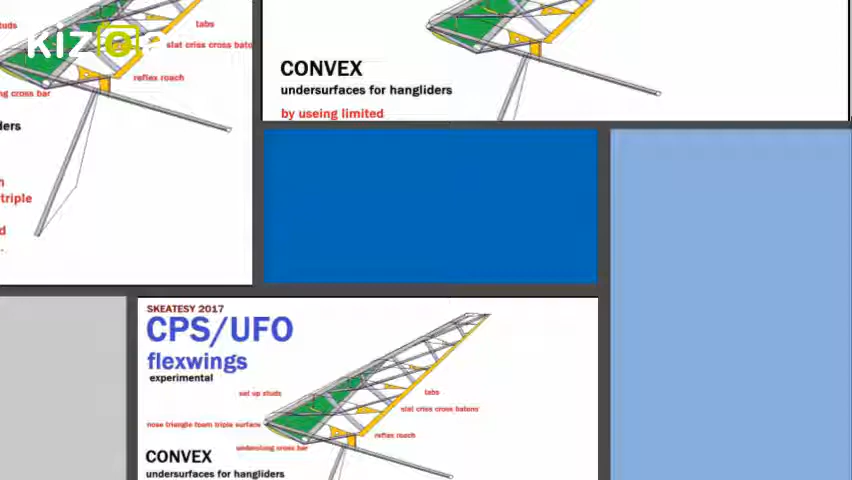 kizoa
tuds
tabs
slat criss cross bato
reflex roach
ng cross bar
ders
triple
d
CONVEX
undersurfaces for hangliders
by useing limited
SKEATESY 2017
CPS/UFO
flexwings
experimental
set up studs
tabs
slat criss cross batons
nose triangle foam triple surface
reflex roach
underslung cross bar
CONVEX
undersurfaces for hangliders